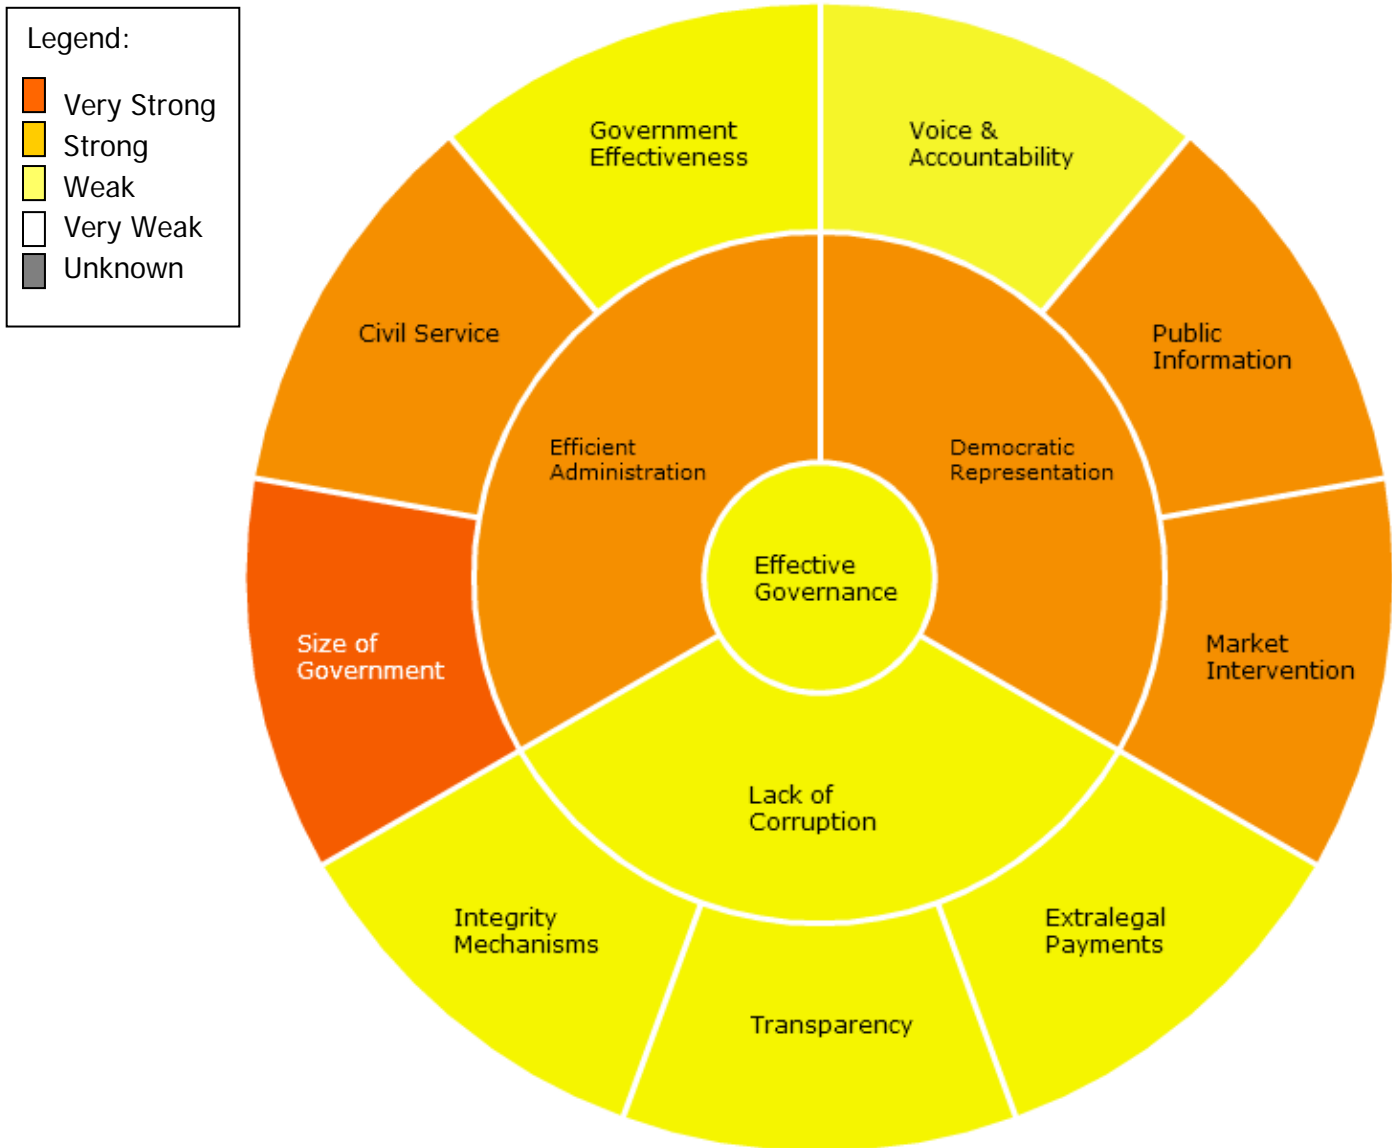 Legend:
Very Strong
Strong
Weak
Very Weak
Unknown
Government
Effectiveness
Voice &
Accountability
Civil Service
Public
Information
Efficient
Administration
Democratic
Representation
Effective
Governance
Size of
Government
Market
Intervention
Lack of
Corruption
Integrity
Mechanisms
Extralegal
Payments
Transparency